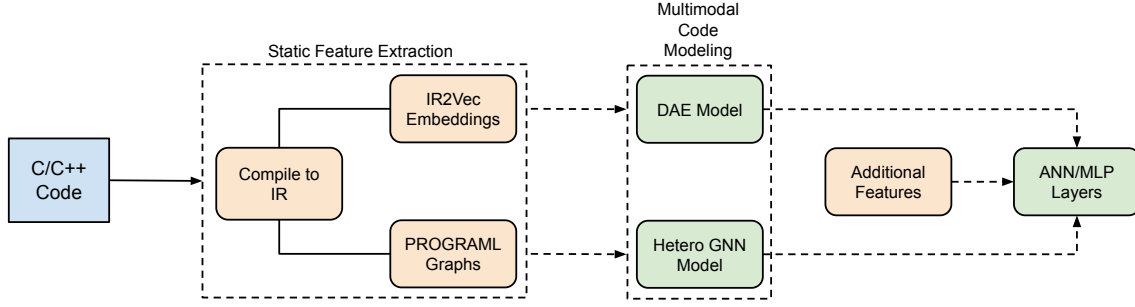 Static Feature Extraction
Multimodal
Code
Modeling
C/C++
Code
Compile to
IR
IR2Vec
Embeddings
PROGRAML
Graphs
DAE Model
Hetero GNN
Model
Additional
Features
ANN/MLP
Layers